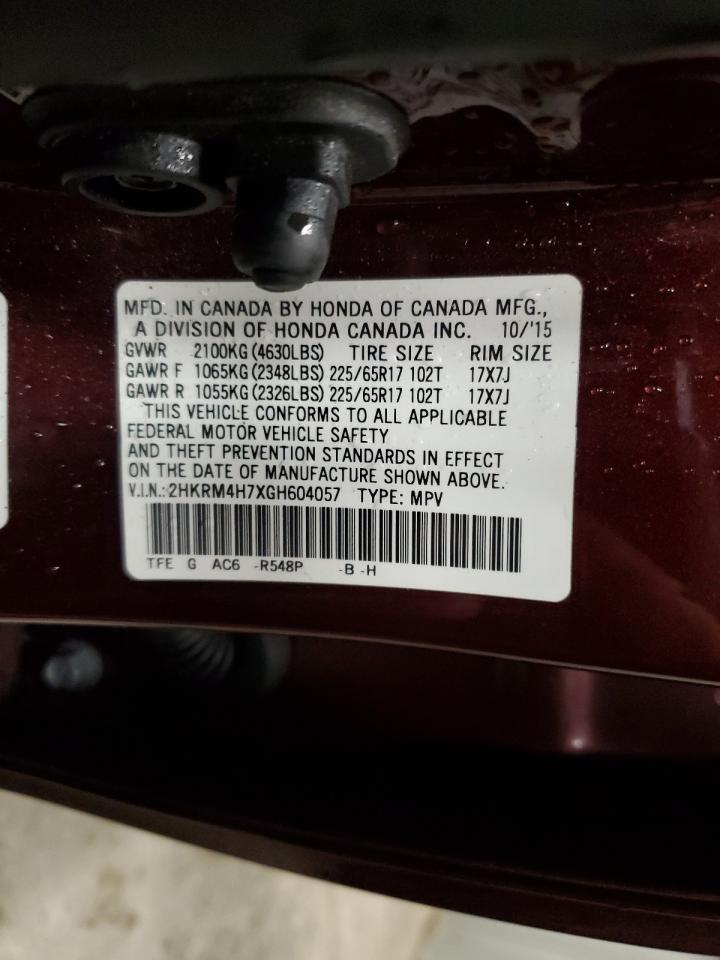 MFD. IN CANADA BY HONDA OF CANADA MFG.,
A DIVISION OF HONDA CANADA INC. 10/'15
GVWR 2100KG (4630LBS) TIRE SIZE RIM SIZE
GAWR F 1065KG (2348LBS) 225/65R17 102T 17X7J
GAWR R 1055KG (2326LBS) 225/65R17 102T 17X7J
THIS VEHICLE CONFORMS TO ALL APPLICABLE
FEDERAL MOTOR VEHICLE SAFETY
AND THEFT PREVENTION STANDARDS IN EFFECT
ON THE DATE OF MANUFACTURE SHOWN ABOVE.
V.I.N.: 2HKRM4H7XGH604057 TYPE: MPV
TFE G AC6 -R548P -B -H